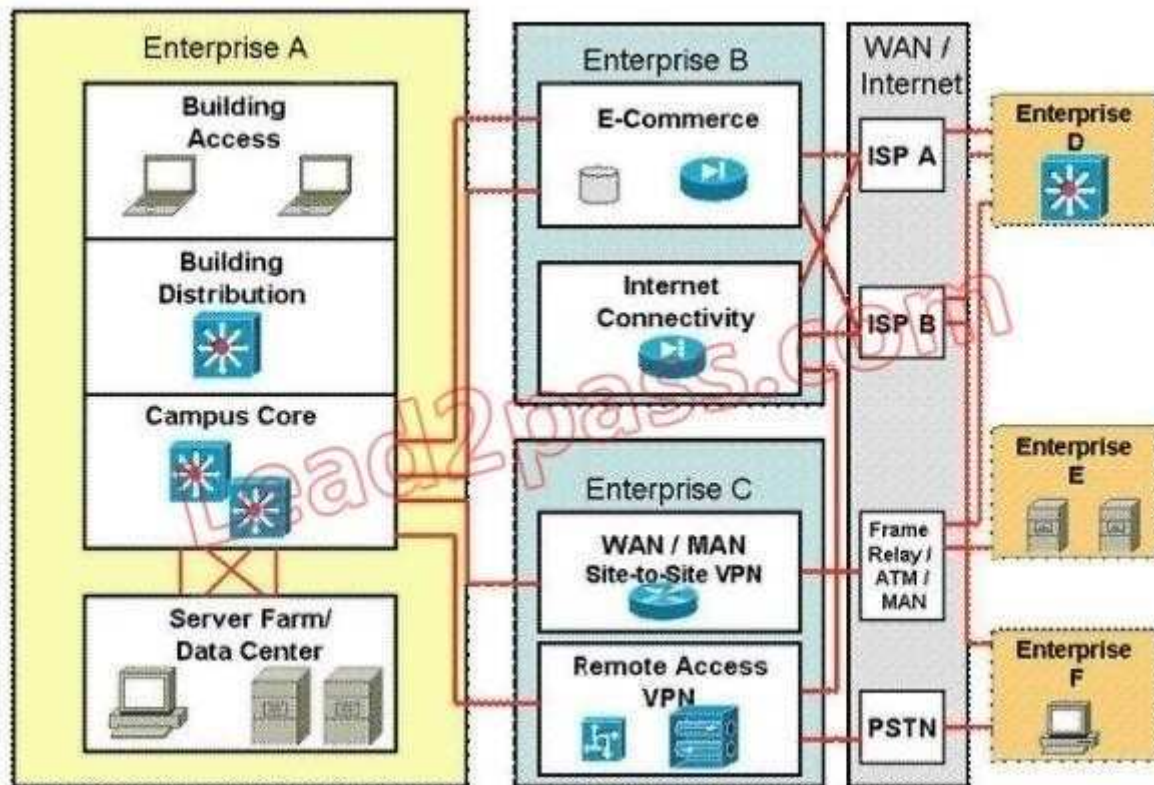 Enterprise A
Building
Access
Building
Distribution
Campus Core
Server Farm/
Data Center
Enterprise B
E-Commerce
Internet
Connectivity
Enterprise C
WAN / MAN
Site-to-Site VPN
Remote Access
VPN
WAN /
Internet
ISP A
ISP B
Frame
Relay /
ATM /
MAN
PSTN
Enterprise
D
Enterprise
E
Enterprise
F
Lead2pass.com